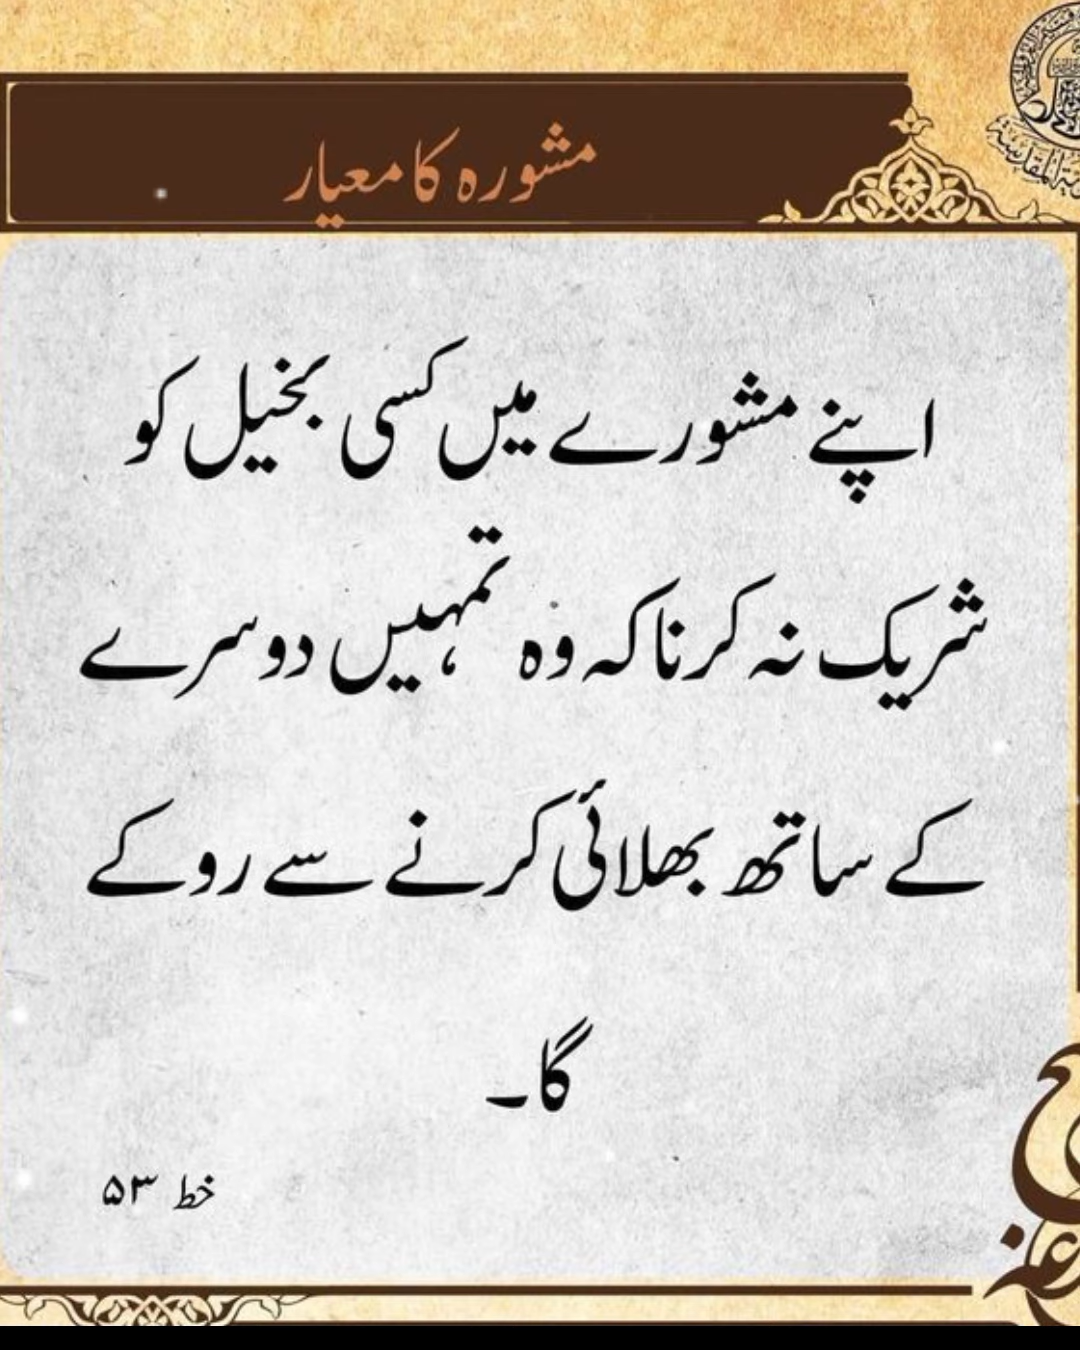 مشورہ کا معیار
اپنے مشورے میں کسی بخیل کو
شریک نہ کرنا کہ وہ تمہیں دوسرے
کے ساتھ بھلائی کرنے سے روکے
گا۔
خط ۵۳